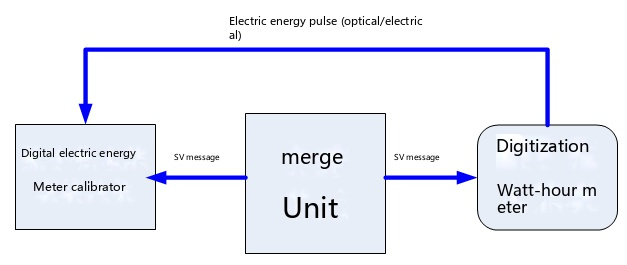 Electric energy pulse (optical/electric
al)
Digital electric energy
Meter calibrator
SV message
merge
Unit
SV message
Digitization
Watt-hour m
eter